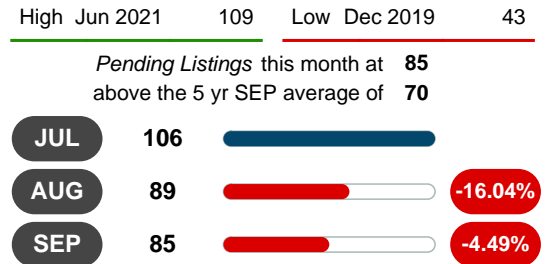 High Jun 2021 109 Low Dec 2019 43
Pending Listings this month at 85
above the 5 yr SEP average of 70
JUL 106
AUG 89 -16.04%
SEP 85 -4.49%